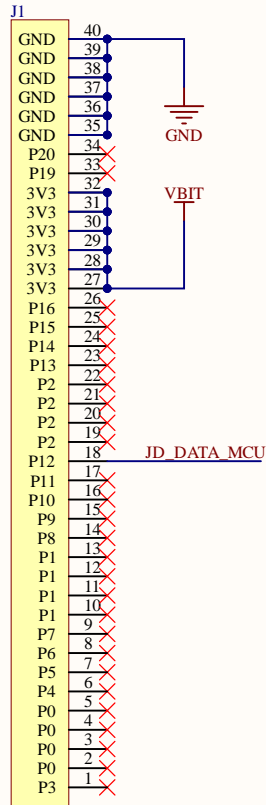 J1
GND 40
GND 39
GND 38
GND 37
GND 36
GND 35
GND
P20 34
P19 33
3V3 32
VBIT
3V3 31
3V3 30
3V3 29
3V3 28
3V3 27
P16 26
P15 25
P14 24
P13 23
P2 22
P2 21
P2 20
P2 19
P12 18 JD_DATA_MCU
P11 17
P10 16
P9 15
P8 14
P1 13
P1 12
P1 11
P1 10
P7 9
P6 8
P5 7
P4 6
P0 5
P0 4
P0 3
P0 2
P3 1